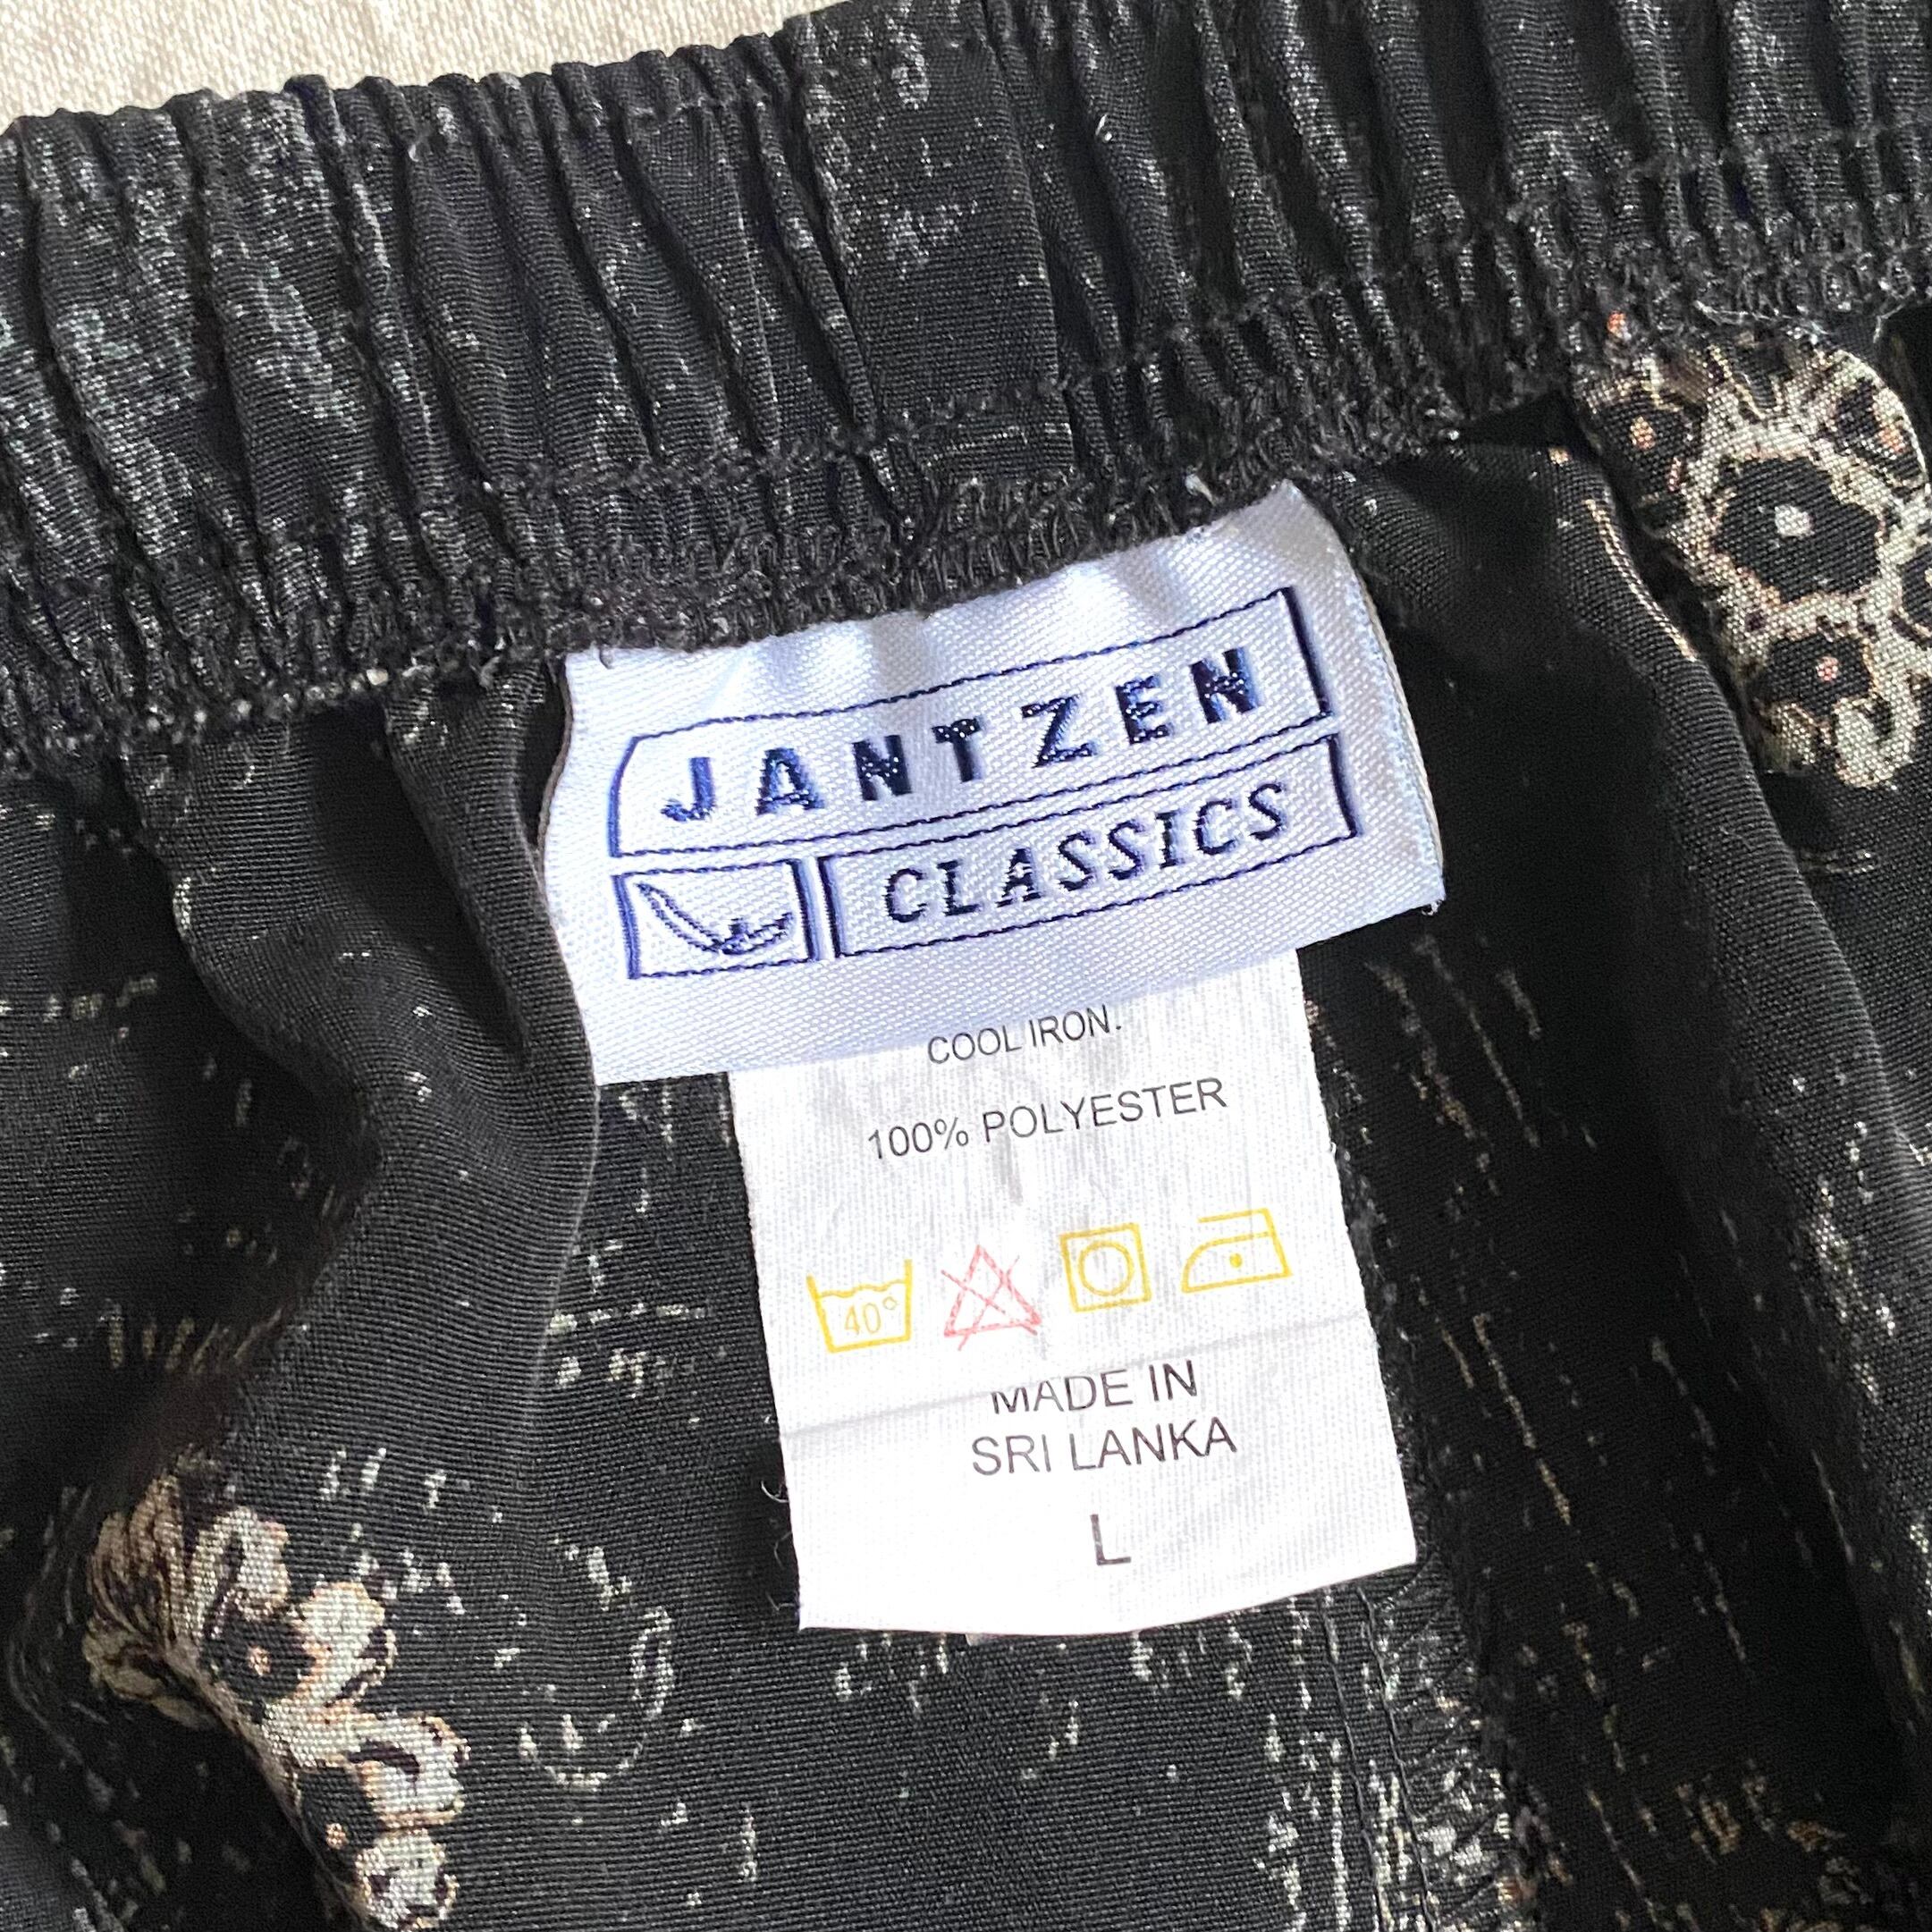 JANTZEN
CLASSICS
COOL IRON.
100% POLYESTER
40°
MADE IN
SRI LANKA
L